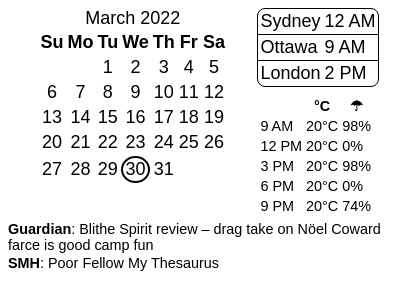 March 2022
Su Mo Tu We Th Fr Sa
1 2 3 4 5
6 7 8 9 10 11 12
13 14 15 16 17 18 19
20 21 22 23 24 25 26
27 28 29 30 31
Sydney 12 AM
Ottawa 9 AM
London 2 PM
°C ☂
9 AM 20°C 98%
12 PM 20°C 0%
3 PM 20°C 98%
6 PM 20°C 0%
9 PM 20°C 74%
Guardian: Blithe Spirit review – drag take on Nöel Coward
farce is good camp fun
SMH: Poor Fellow My Thesaurus